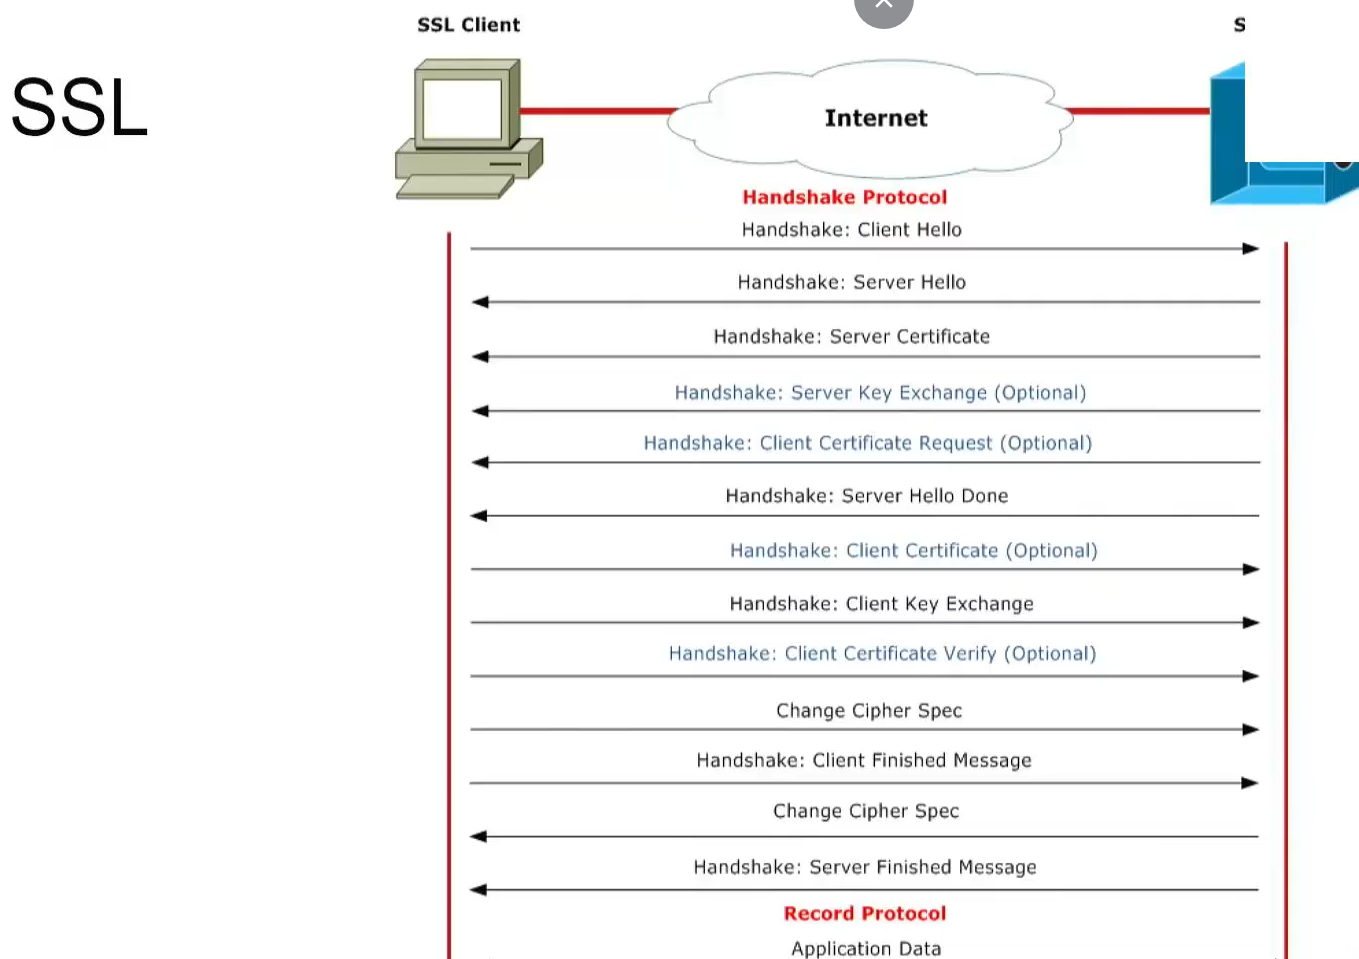 SSL Client
S
SSL
Internet
Handshake Protocol
Handshake: Client Hello
Handshake: Server Hello
Handshake: Server Certificate
Handshake: Server Key Exchange (Optional)
Handshake: Client Certificate Request (Optional)
Handshake: Server Hello Done
Handshake: Client Certificate (Optional)
Handshake: Client Key Exchange
Handshake: Client Certificate Verify (Optional)
Change Cipher Spec
Handshake: Client Finished Message
Change Cipher Spec
Handshake: Server Finished Message
Record Protocol
Application Data